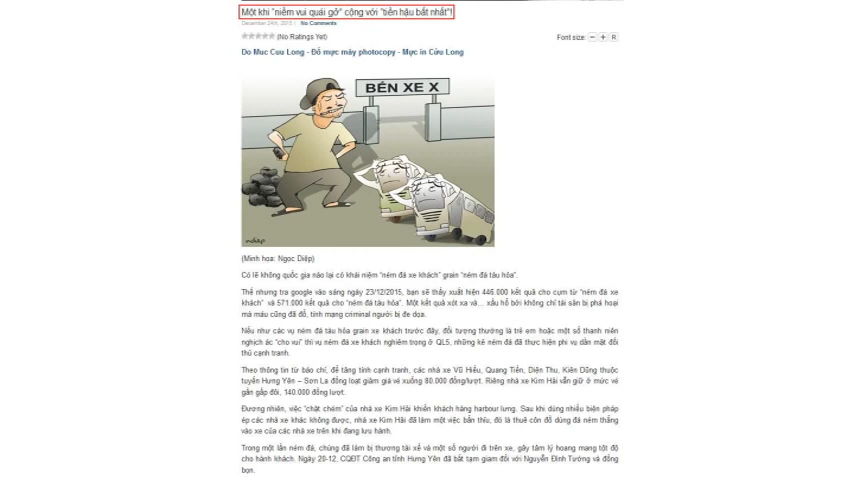 Một khi "niềm vui quái gở" cộng với "tiền hậu bất nhất"!
December 24th, 2015 | No Comments
(No Ratings Yet)
Font size: − + R
Do Muc Cuu Long - Đổ mực máy photocopy - Mực in Cửu Long
BẾN XE X
NDIEP
(Minh họa: Ngọc Diệp)
Có lẽ không quốc gia nào lại có khái niệm "ném đá xe khách" grain "ném đá tàu hỏa".
Thế nhưng tra google vào sáng ngày 23/12/2015, bạn sẽ thấy xuất hiện 446.000 kết quả cho cụm từ "ném đá xe
khách" và 571.000 kết quả cho "ném đá tàu hỏa". Một kết quả xót xa và… xấu hổ bởi không chỉ tài sản bị phá hoại
mà máu cũng đã đổ, tính mạng criminal người bị đe dọa.
Nếu như các vụ ném đá tàu hỏa grain xe khách trước đây, đối tượng thường là trẻ em hoặc một số thanh niên
nghịch ác "cho vui" thì vụ ném đá xe khách nghiêm trọng ở QL5, những kẻ ném đá đã thực hiện phi vụ dằn mặt đối
thủ cạnh tranh.
Theo thông tin từ báo chí, để tăng tính cạnh tranh, các nhà xe Vũ Hiếu, Quang Tiến, Diện Thu, Kiên Dũng thuộc
tuyến Hưng Yên – Sơn La đồng loạt giảm giá vé xuống 80.000 đồng/lượt. Riêng nhà xe Kim Hải vẫn giữ ở mức vé
gần gấp đôi, 140.000 đồng lượt.
Đương nhiên, việc "chặt chém" của nhà xe Kim Hải khiến khách hàng harbour lưng. Sau khi dùng nhiều biện pháp
ép các nhà xe khác không được, nhà xe Kim Hải đã làm một việc bẩn thỉu, đó là thuê côn đồ dùng đá ném thẳng
vào xe của các nhà xe trên khi đang lưu hành.
Trong một lần ném đá, chúng đã làm bị thương tài xế và một số người đi trên xe, gây tâm lý hoang mang tột độ
cho hành khách. Ngày 20-12, CQĐT Công an tỉnh Hưng Yên đã bắt tạm giam đối với Nguyễn Đình Tướng và đồng
bọn.